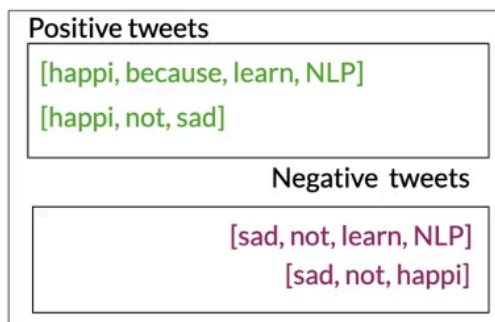 Positive tweets
[happi, because, learn, NLP]
[happi, not, sad]
Negative tweets
[sad, not, learn, NLP]
[sad, not, happi]